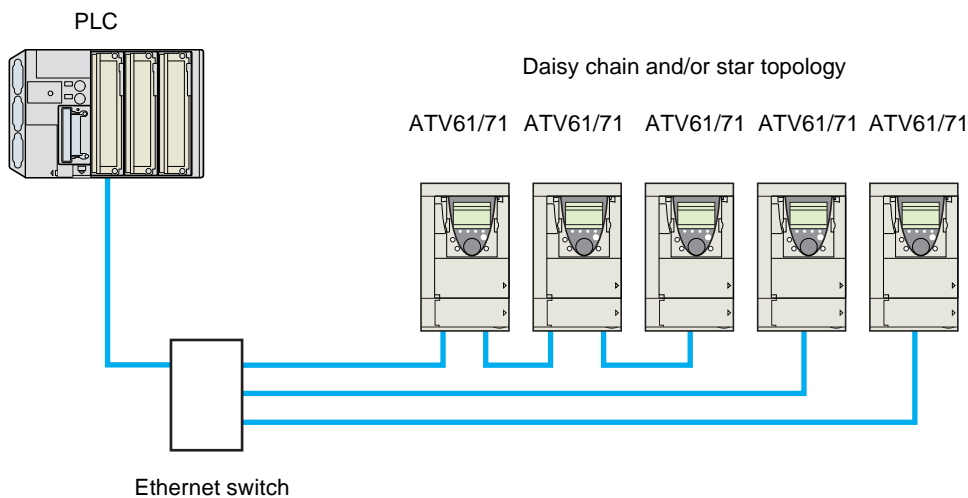 PLC
Daisy chain and/or star topology
ATV61/71 ATV61/71 ATV61/71 ATV61/71 ATV61/71
Ethernet switch